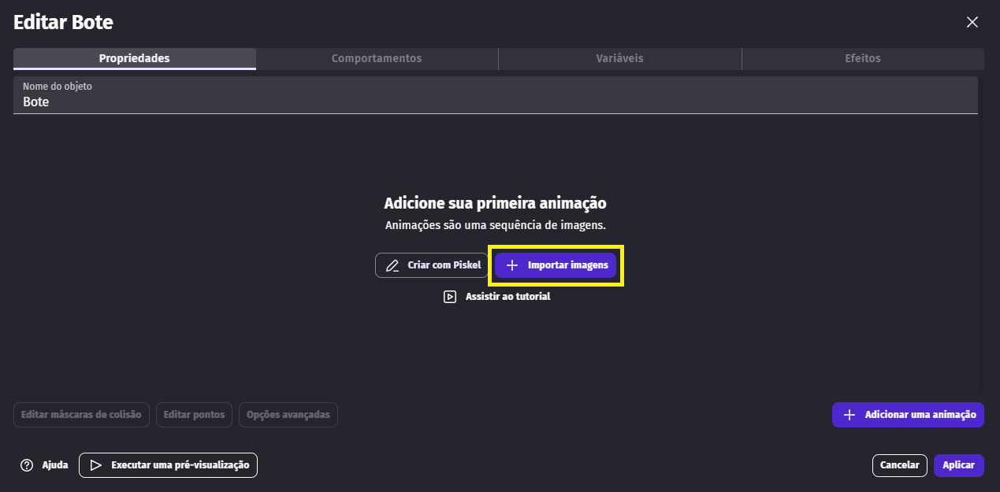 Editar Bote
Propriedades
Comportamentos
Variáveis
Efeitos
Nome do objeto
Bote
Adicione sua primeira animação
Animações são uma sequência de imagens.
Criar com Piskel
Importar imagens
Assistir ao tutorial
Editar máscaras de colisão
Editar pontos
Opções avançadas
Adicionar uma animação
Ajuda
Executar uma pré-visualização
Cancelar
Aplicar